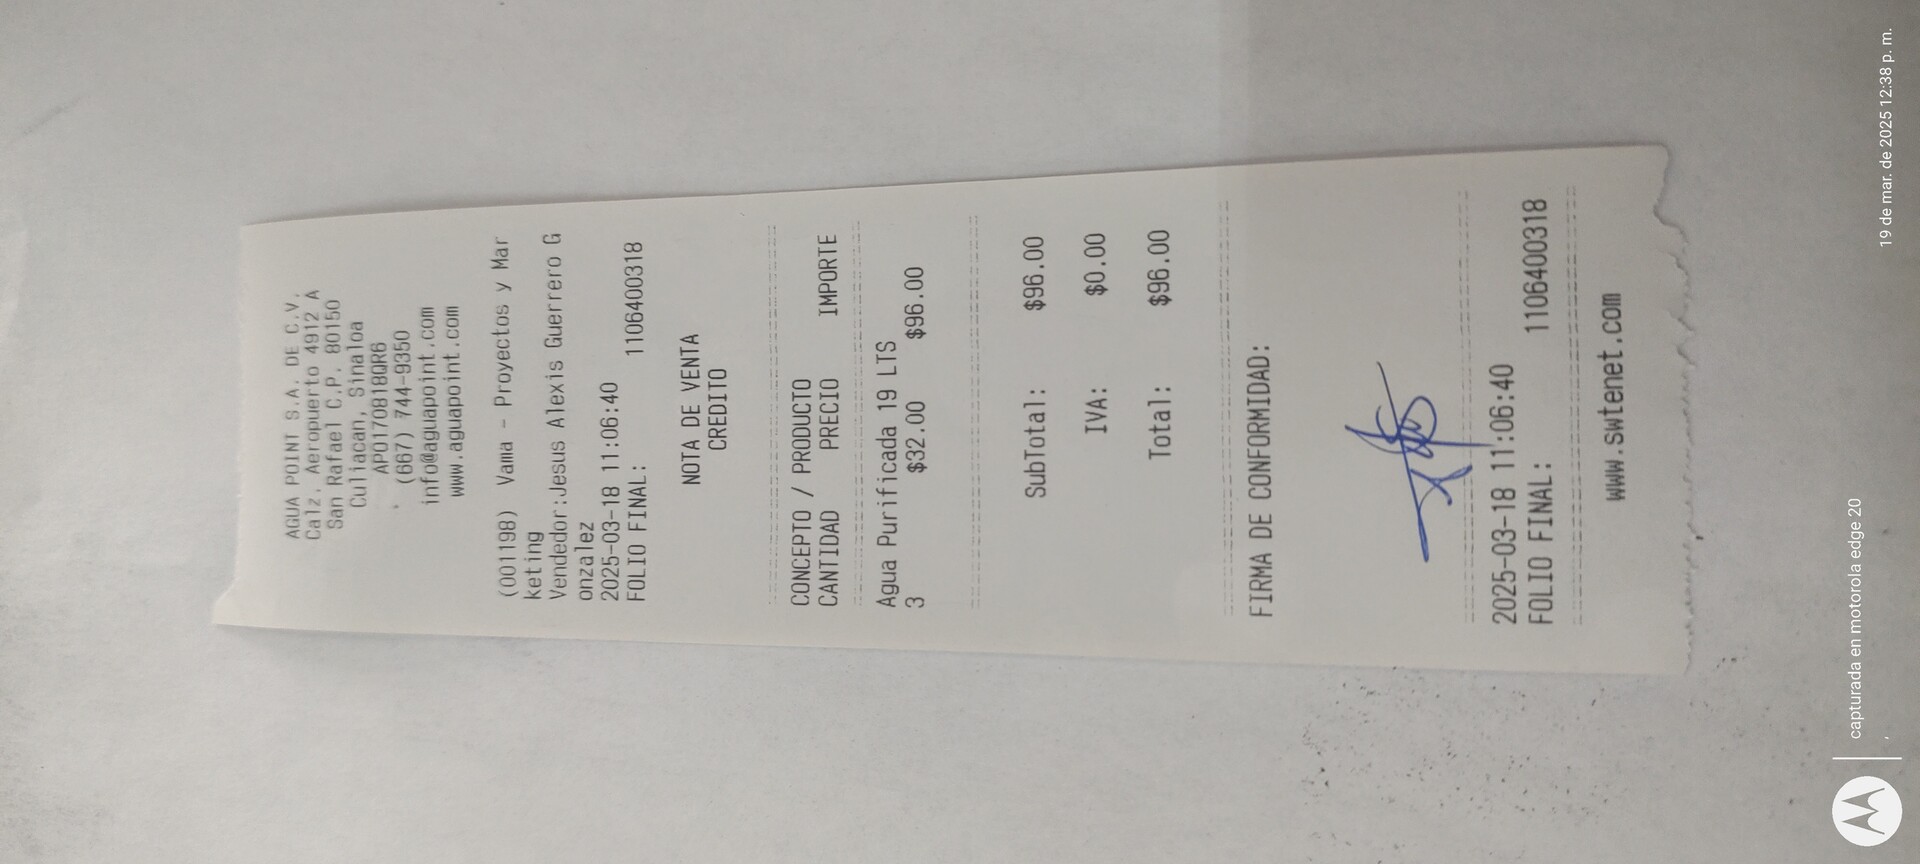 AGUA POINT S.A. DE C.V.
Calz. Aeropuerto 4912 A
San Rafael C.P. 80150
Culiacan, Sinaloa
APO170818QR6
(667) 744-9350
info@aguapoint.com
www.aguapoint.com
(001198) Vama - Proyectos y Mar
keting
Vendedor:Jesus Alexis Guerrero G
onzalez
2025-03-18 11:06:40
FOLIO FINAL: 1106400318
NOTA DE VENTA
CREDITO
CONCEPTO / PRODUCTO
CANTIDAD PRECIO IMPORTE
Agua Purificada 19 LTS
3 $32.00 $96.00
SubTotal: $96.00
IVA: $0.00
Total: $96.00
FIRMA DE CONFORMIDAD:
2025-03-18 11:06:40
FOLIO FINAL: 1106400318
www.swtenet.com
capturada en motorola edge 20
19 de mar. de 2025 12:38 p. m.